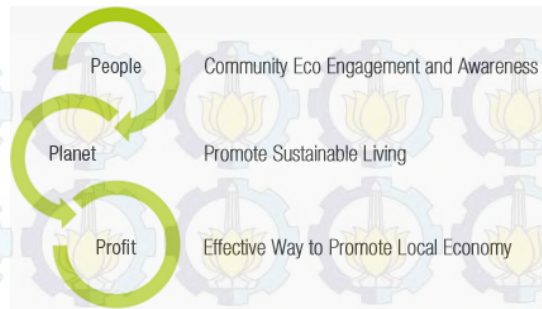 People Community Eco Engagement and Awareness
Planet Promote Sustainable Living
Profit Effective Way to Promote Local Economy